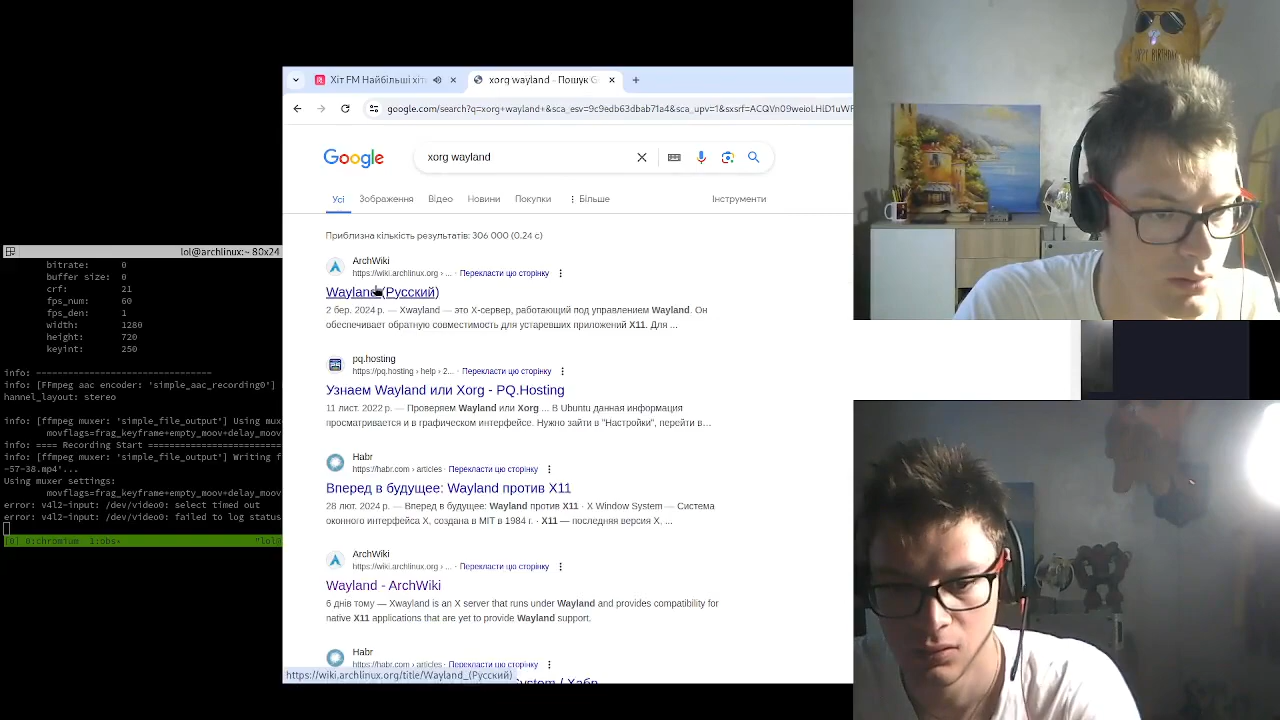 lol@archlinux:~ 80x24
bitrate: 0
buffer size: 0
crf: 21
fps_num: 60
fps_den: 1
width: 1280
height: 720
keyint: 250
info: ---------------------------------
info: [FFmpeg aac encoder: 'simple_aac_recording0']
hannel_layout: stereo
info: [ffmpeg muxer: 'simple_file_output'] Using mux
movflags=frag_keyframe+empty_moov+delay_moov
info: ==== Recording Start ======================
info: [ffmpeg muxer: 'simple_file_output'] Writing f
-57-38.mp4'...
Using muxer settings:
movflags=frag_keyframe+empty_moov+delay_moov
error: v4l2-input: /dev/video0: select timed out
error: v4l2-input: /dev/video0: failed to log status
[0] 0:chromium 1:obs* "lol@
Хіт FM Найбільші хіт
xorg wayland - Пошук G
google.com/search?q=xorg+wayland+&sca_esv=9c9edb63dbab71a4&sca_upv=1&sxsrf=
Google
xorg wayland
Усі Зображення Відео Новини Покупки Більше Інструменти
Приблизна кількість результатів: 306 000 (0.24 с)
ArchWiki
https://wiki.archlinux.org › ... · Перекласти цю сторінку
Wayland (Русский)
2 бер. 2024 р. — Xwayland — это X-сервер, работающий под управлением Wayland. Он
обеспечивает обратную совместимость для устаревших приложений X11. Для ...
pq.hosting
https://pq.hosting › help › 2... · Перекласти цю сторінку
Узнаем Wayland или Xorg - PQ.Hosting
11 лист. 2022 р. — Проверяем Wayland или Xorg ... В Ubuntu данная информация
просматривается и в графическом интерфейсе. Нужно зайти в "Настройки", перейти в...
Habr
https://habr.com › articles · Перекласти цю сторінку
Вперед в будущее: Wayland против X11
28 лют. 2024 р. — Вперед в будущее: Wayland против X11 · X Window System — Система
оконного интерфейса X, создана в MIT в 1984 г. · X11 — последняя версия X, ...
ArchWiki
https://wiki.archlinux.org › ... · Перекласти цю сторінку
Wayland - ArchWiki
6 днів тому — Xwayland is an X server that runs under Wayland and provides compatibility for
native X11 applications that are yet to provide Wayland support.
Habr
https://habr.com › articles · Перекласти цю сторінку
https://wiki.archlinux.org/title/Wayland_(Русский)
HAPPY BIRTHDAY